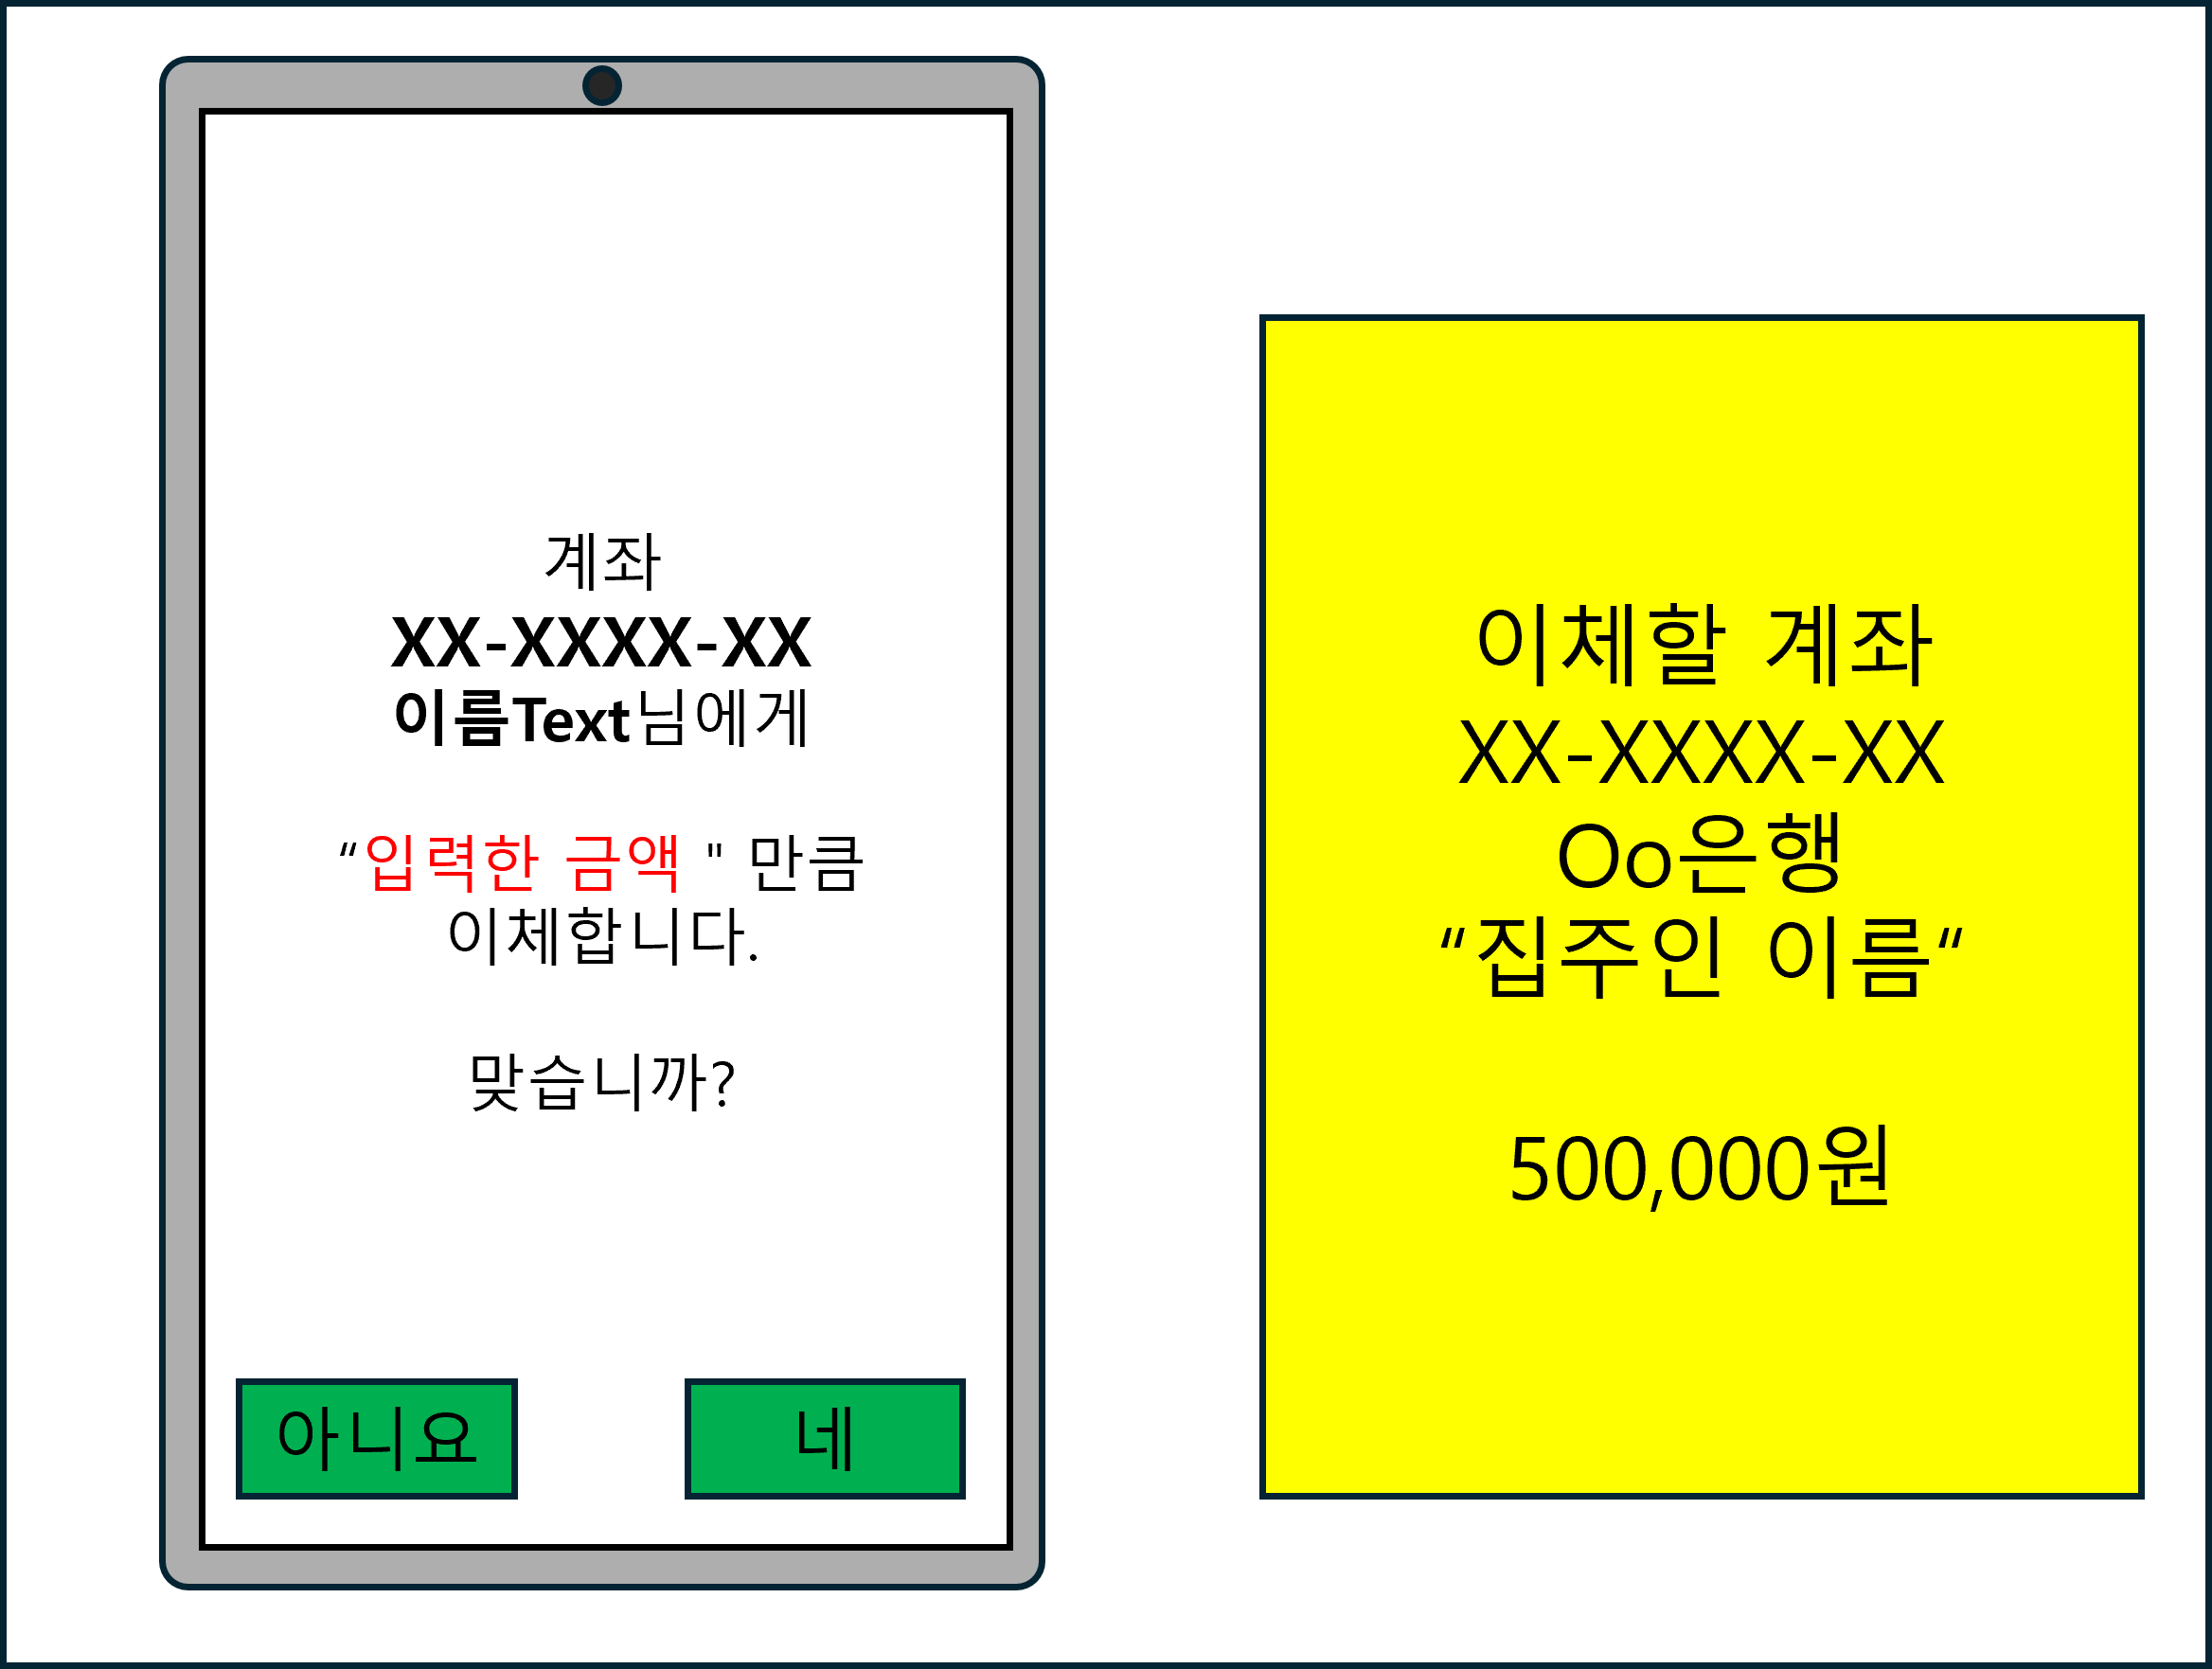 계좌
XX-XXXX-XX
이름Text님에게
“입력한 금액 " 만큼
이체합니다.
맞습니까?
아니요
네
이체할 계좌
XX-XXXX-XX
Oo은행
“집주인 이름“
500,000원